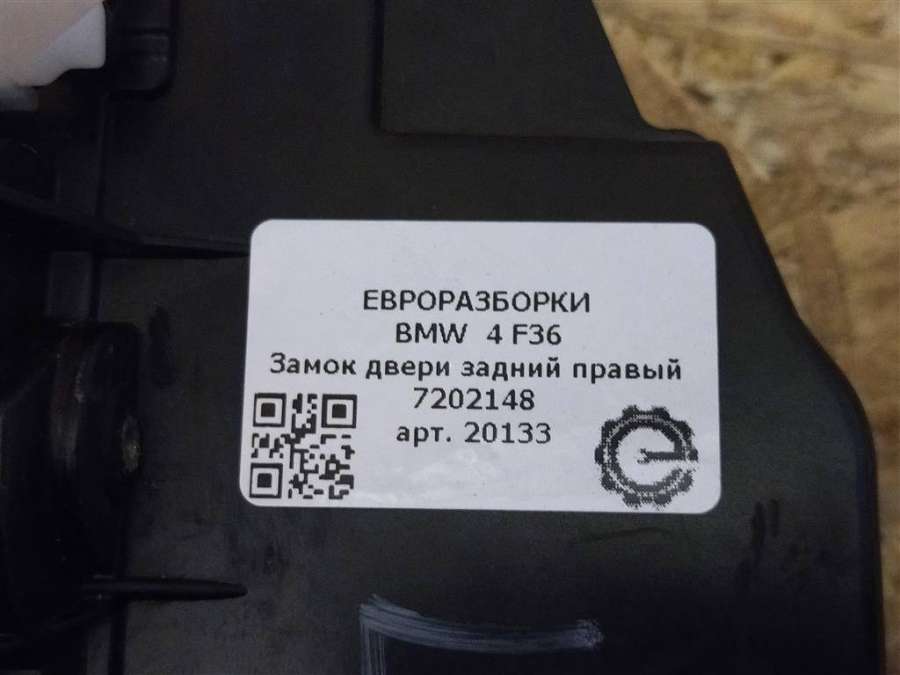 ЕВРОРАЗБОРКИ
BMW 4 F36
Замок двери задний правый
7202148
арт. 20133